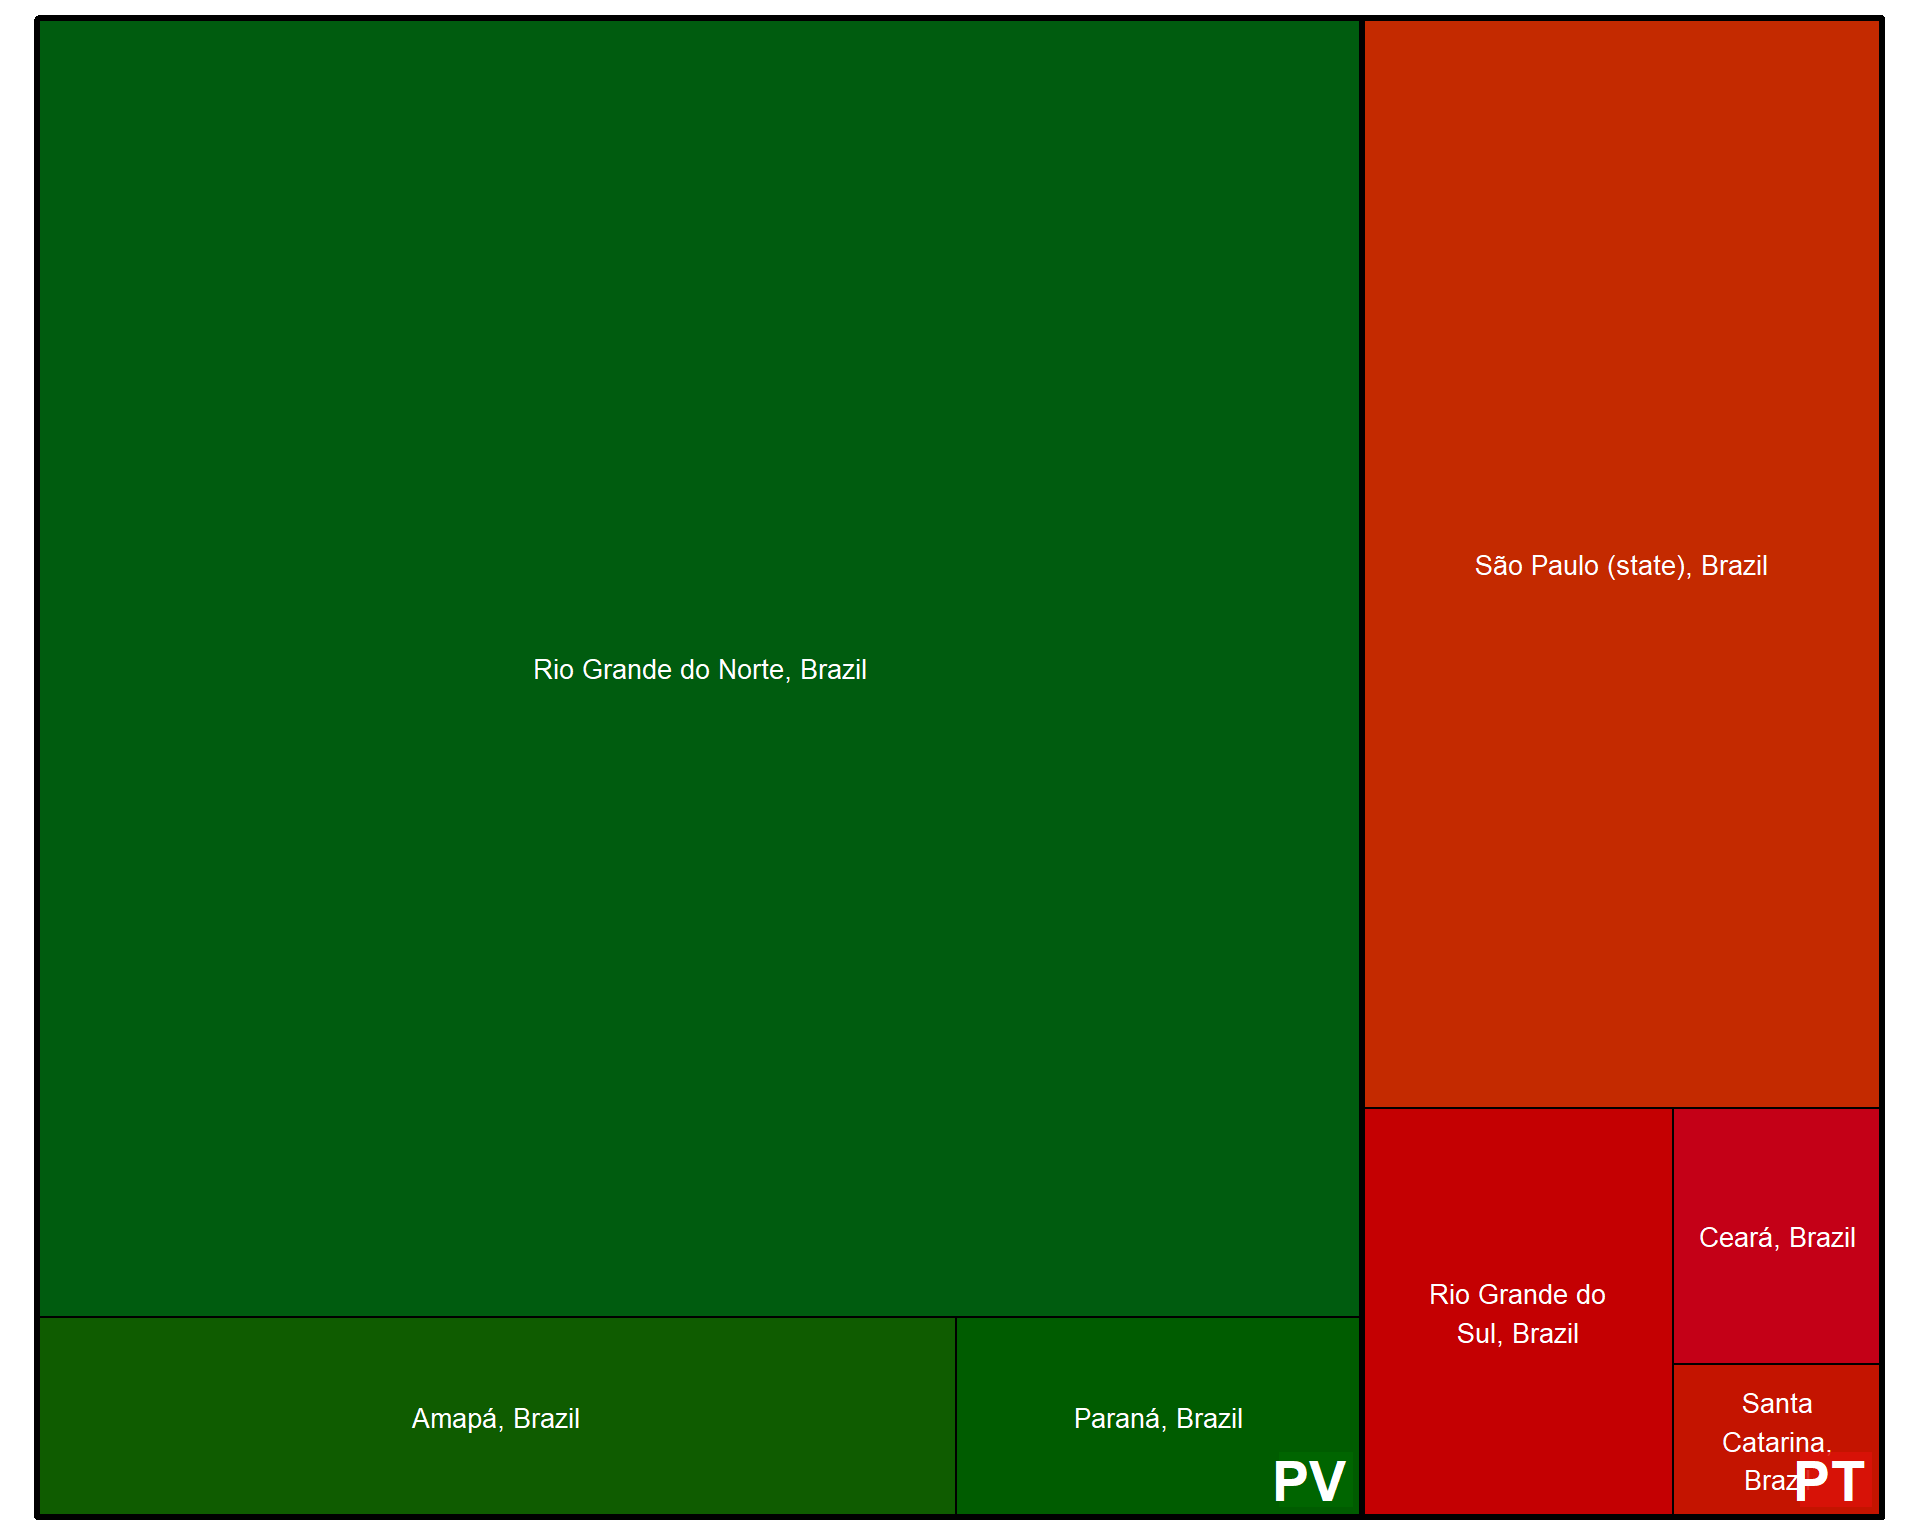 Rio Grande do Norte, Brazil
Amapá, Brazil
Paraná, Brazil
PV
São Paulo (state), Brazil
Rio Grande do
Sul, Brazil
Ceará, Brazil
Santa
Catarina,
Brazil
PT